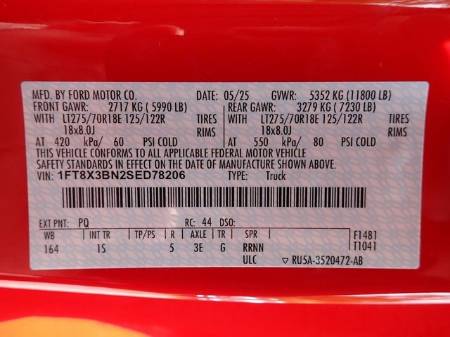 MFD. BY FORD MOTOR CO. 05/25 GVWR: 5352 KG (11800 LB)
FRONT GAWR: 2717 KG (5990 LB) REAR GAWR: 3279 KG (7230 LB)
WITH LT275/70R18E 125/122R TIRES WITH LT275/70R18E 125/122R TIRES
18x8.0J RIMS 18x8.0J RIMS
AT 420 kPa/ 60 PSI COLD AT 550 kPa/ 80 PSI COLD
THIS VEHICLE CONFORMS TO ALL APPLICABLE FEDERAL MOTOR VEHICLE
SAFETY STANDARDS IN EFFECT ON THE DATE OF MANUFACTURE SHOWN ABOVE.
VIN: 1FT8X3BN2SED78206 TYPE: Truck
EXT PNT: PQ RC: 44 DSO:
WB INT TR TP/PS R AXLE TR SPR F1481
164 1S 5 3E G RRNN T1041
ULC RU5A-3520472-AB